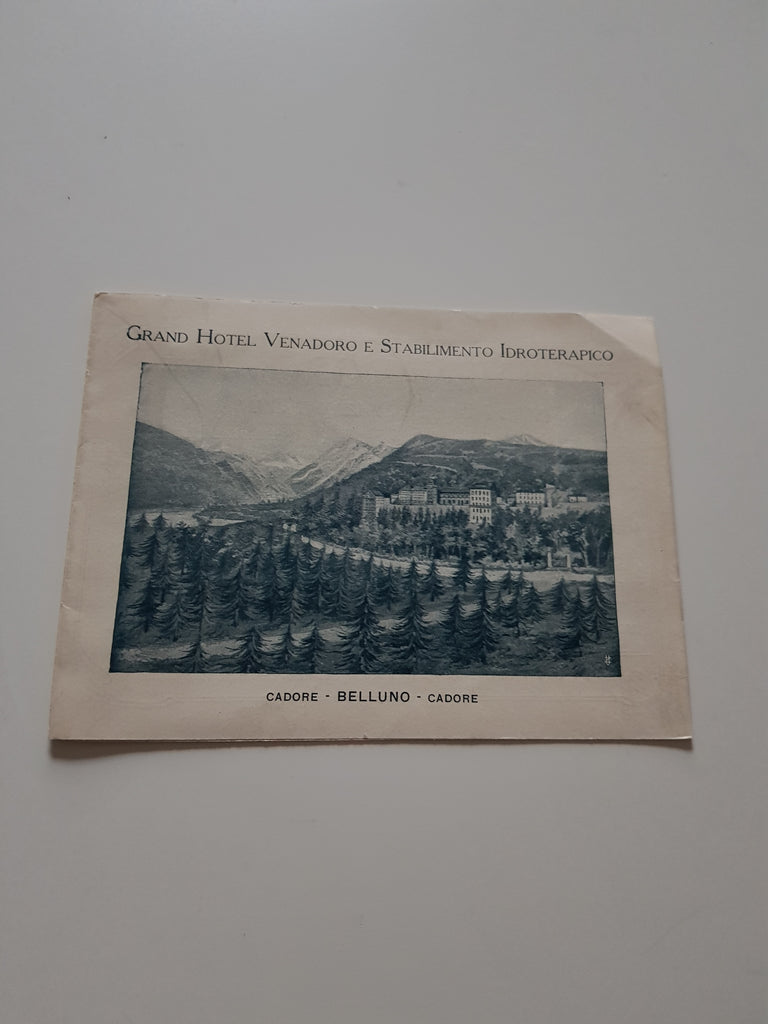 Grand Hotel Venadoro e Stabilimento Idroterapico
CADORE - BELLUNO - CADORE